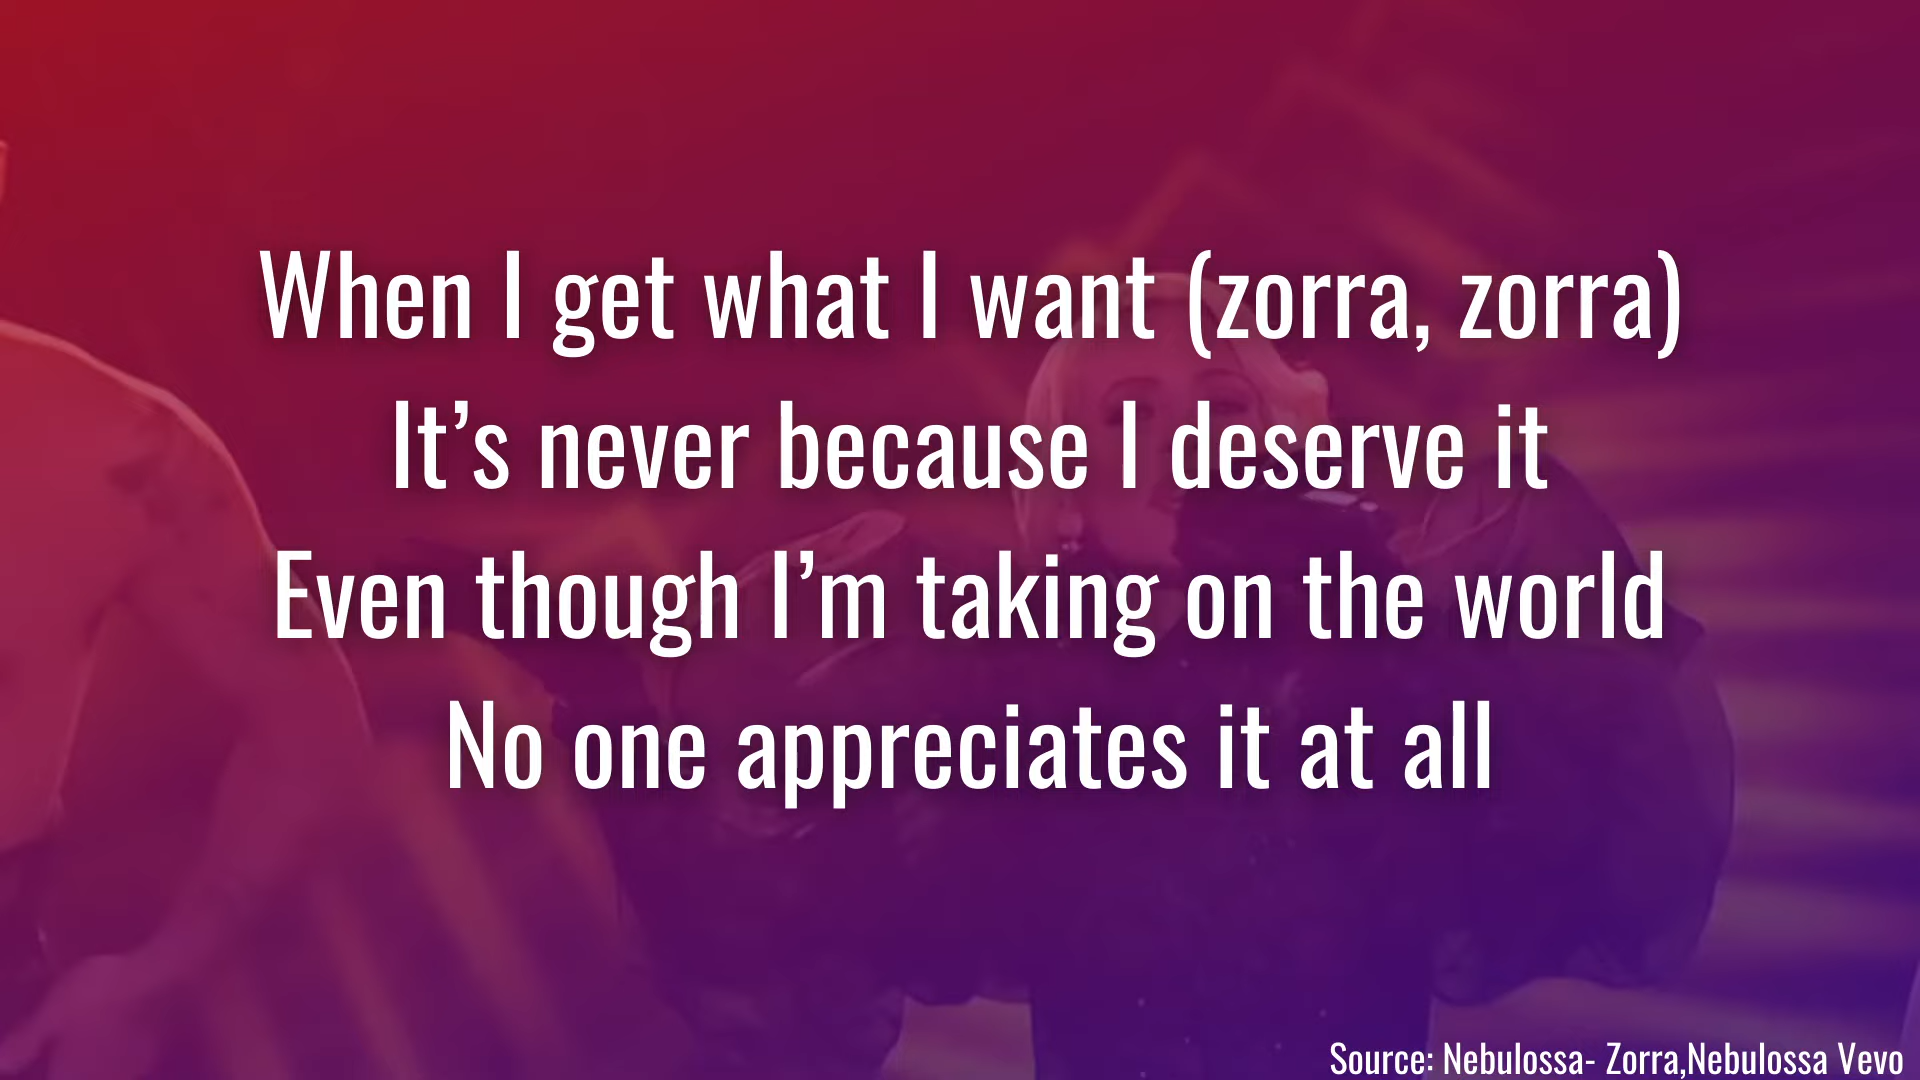 When I get what I want (zorra, zorra)
It’s never because I deserve it
Even though I’m taking on the world
No one appreciates it at all
Source: Nebulossa- Zorra,Nebulossa Vevo